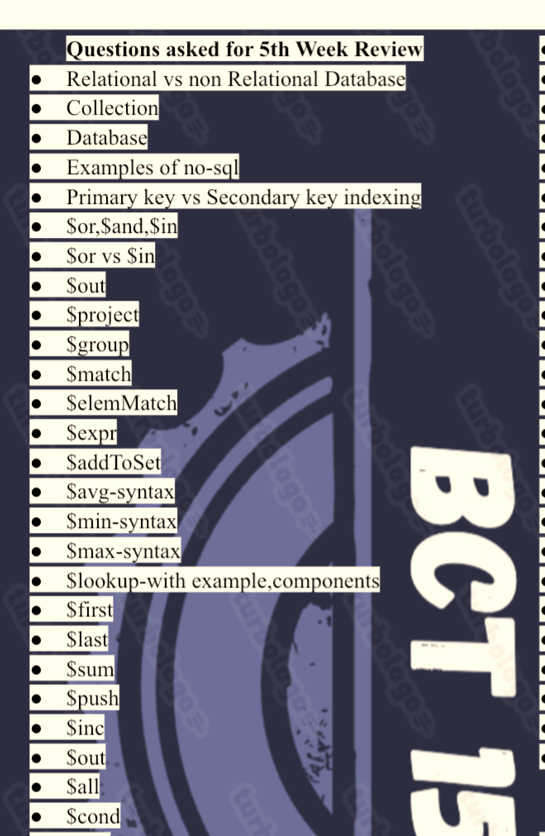 Questions asked for 5th Week Review
● Relational vs non Relational Database
● Collection
● Database
● Examples of no-sql
● Primary key vs Secondary key indexing
● $or,$and,$in
● $or vs $in
● $out
● $project
● $group
● $match
● $elemMatch
● $expr
● $addToSet
● $avg-syntax
● $min-syntax
● $max-syntax
● $lookup-with example,components
● $first
● $last
● $sum
● $push
● $inc
● $out
● $all
● $cond
BCT 15
turbologo